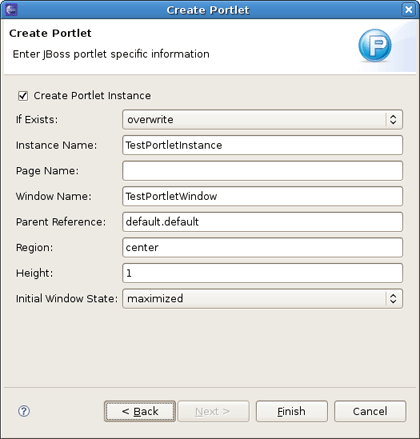 Create Portlet
Create Portlet
Enter JBoss portlet specific information
P
Create Portlet Instance
If Exists: overwrite
Instance Name: TestPortletInstance
Page Name:
Window Name: TestPortletWindow
Parent Reference: default.default
Region: center
Height: 1
Initial Window State: maximized
? < Back Next > Finish Cancel